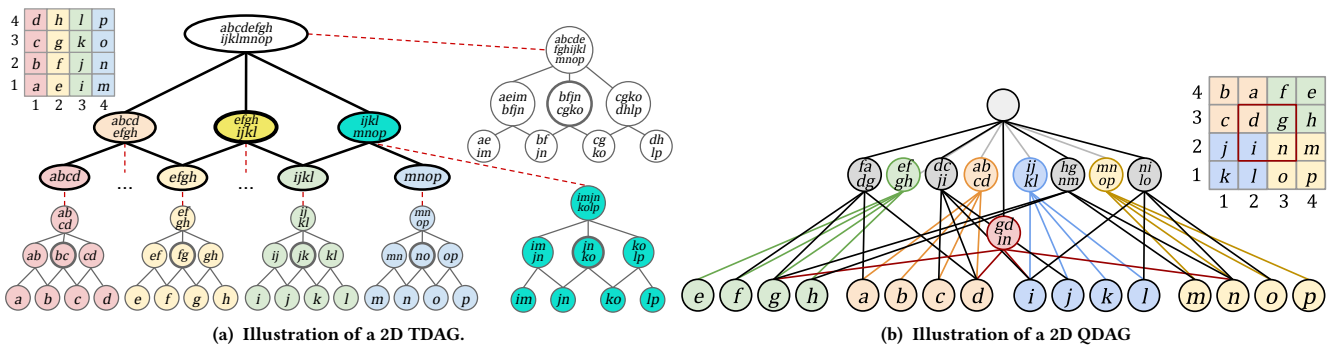 4 d h l p
3 c g k o
2 b f j n
1 a e i m
1 2 3 4
abcdefgh
ijklmnop
abcd
efgh
efgh
ijkl
ijkl
mnop
abcd
...
efgh
...
ijkl
mnop
ab
cd
ef
gh
ij
kl
mn
op
ab bc cd
ef fg gh
ij jk kl
mn no op
a b c d
e f g h
i j k l
m n o p
abcde
fghijkl
mnop
aeim
bfjn
bfjn
cgko
cgko
dhlp
ae
im
bf
jn
cg
ko
dh
lp
imjn
kolp
im
jn
jn
ko
ko
lp
im jn ko lp
(a) Illustration of a 2D TDAG.
4 b a f e
3 c d g h
2 j i n m
1 k l o p
1 2 3 4
fa
dg
ef
gh
dc
ji
ab
cd
ij
kl
hg
nm
mn
op
ni
lo
gd
in
e f g h a b c d i j k l m n o p
(b) Illustration of a 2D QDAG